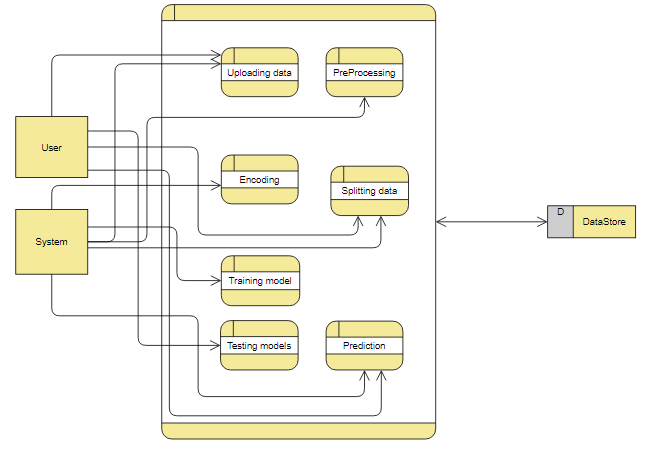 Uploading data
PreProcessing
User
Encoding
Splitting data
System
D
DataStore
Training model
Testing models
Prediction